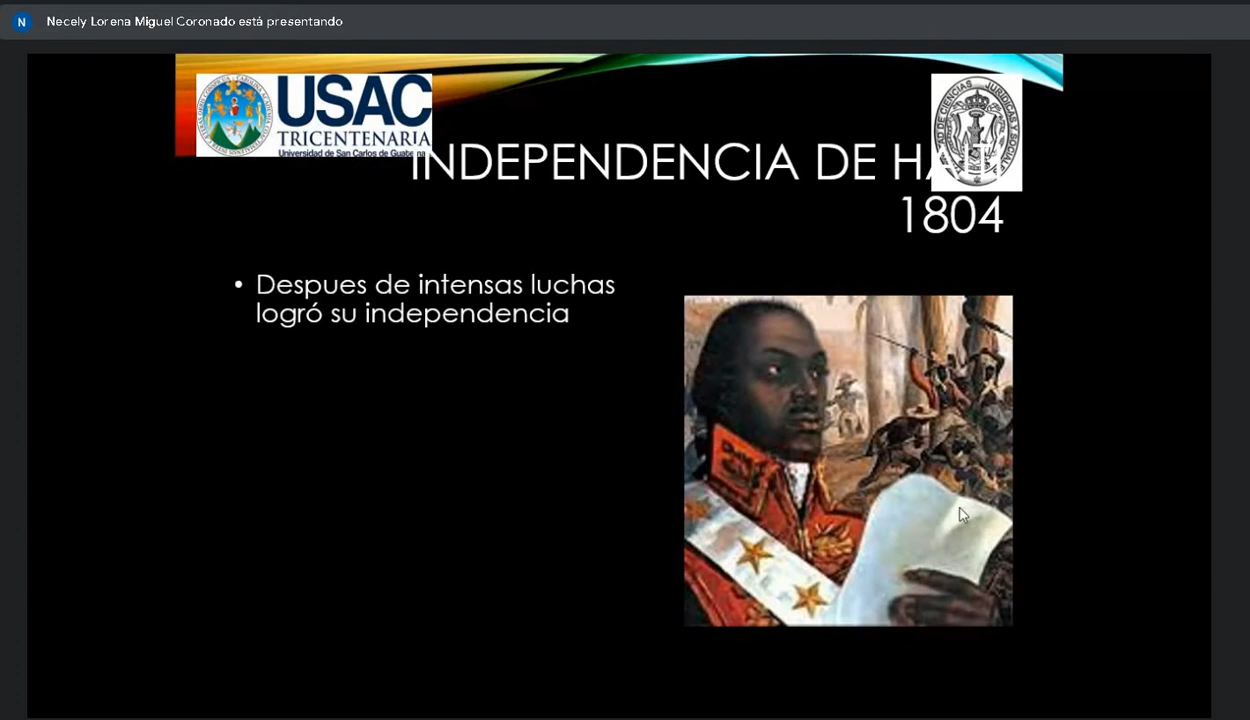 N
Necely Lorena Miguel Coronado está presentando
USAC
TRICENTENARIA
Universidad de San Carlos de Guatemala
INDEPENDENCIA DE HAITI
1804
• Despues de intensas luchas
logró su independencia